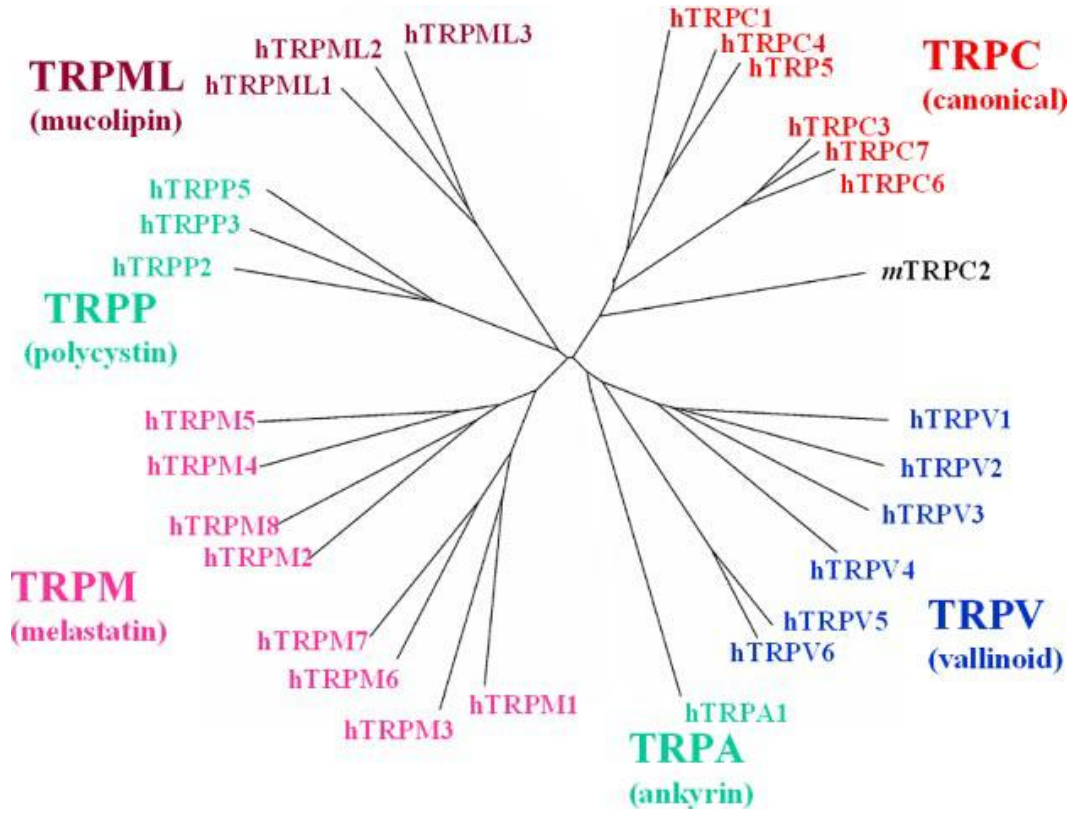 TRPML
(mucolipin)
hTRPML1
hTRPML2
hTRPML3
hTRPC1
hTRPC4
hTRP5
TRPC
(canonical)
hTRPC3
hTRPC7
hTRPC6
mTRPC2
hTRPP5
hTRPP3
hTRPP2
TRPP
(polycystin)
hTRPM5
hTRPM4
hTRPM8
hTRPM2
TRPM
(melastatin)
hTRPM7
hTRPM6
hTRPM3
hTRPM1
hTRPV1
hTRPV2
hTRPV3
hTRPV4
hTRPV5
hTRPV6
TRPV
(vallinoid)
hTRPA1
TRPA
(ankyrin)